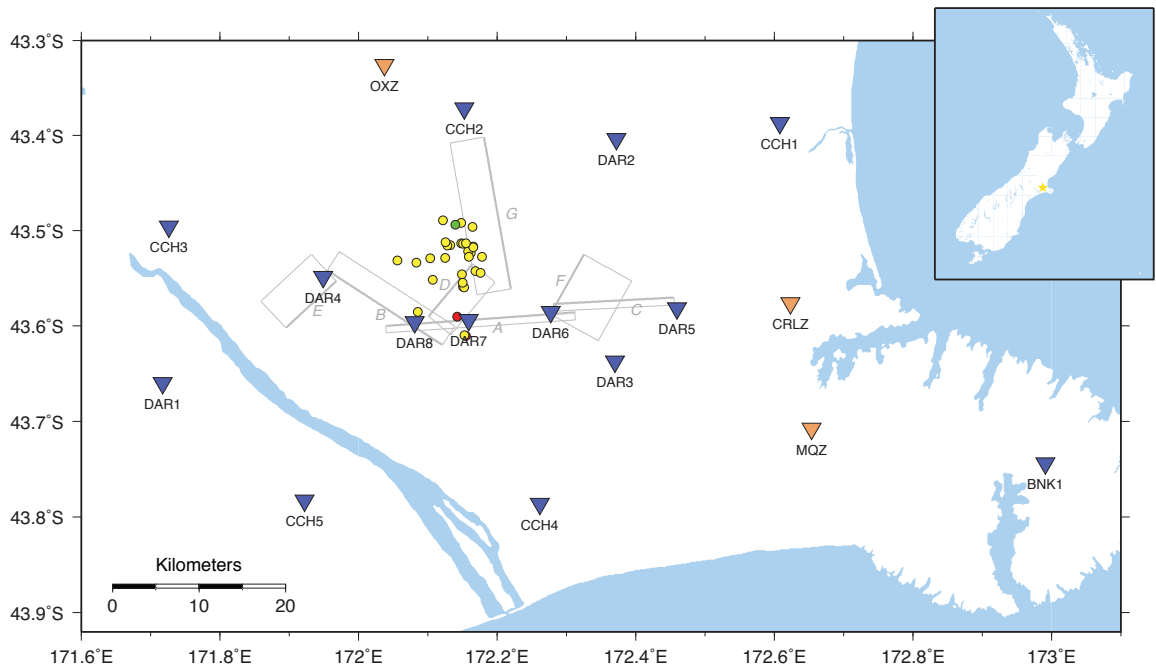 43.3°S
OXZ
CCH2
43.4°S
DAR2
CCH1
G
43.5°S
CCH3
DAR4
D
F
E
B
A
C
43.6°S
DAR8
DAR7
DAR6
DAR5
CRLZ
DAR3
DAR1
43.7°S
MQZ
BNK1
43.8°S
CCH5
CCH4
Kilometers
0 10 20
43.9°S
171.6°E 171.8°E 172°E 172.2°E 172.4°E 172.6°E 172.8°E 173°E